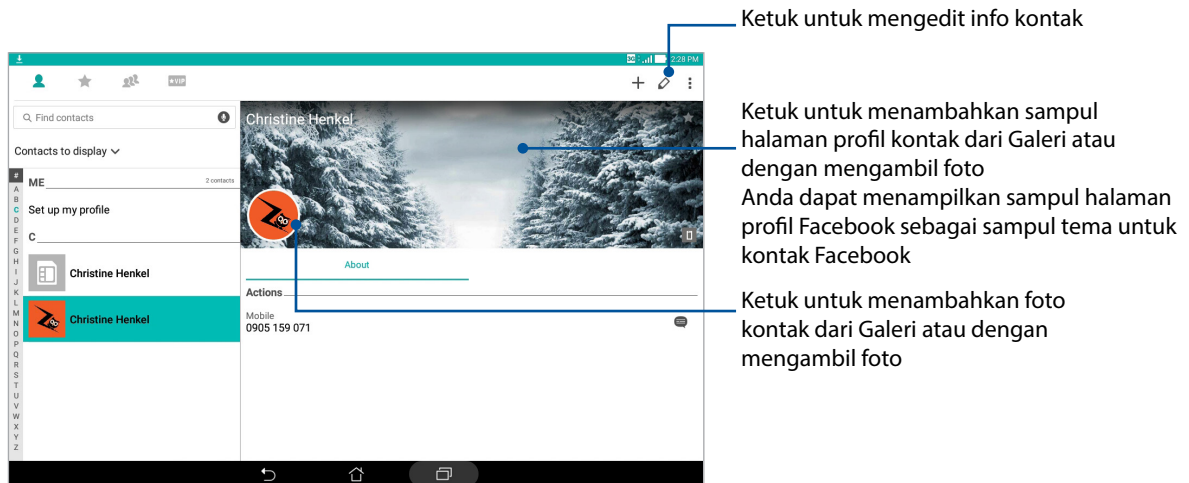 Ketuk untuk mengedit info kontak
3G 2:28 PM
VIP
Find contacts
Contacts to display
#
A
B
C
D
E
F
G
H
I
J
K
L
M
N
O
P
Q
R
S
T
U
V
W
X
Y
Z
ME 2 contacts
Set up my profile
C
Christine Henkel
Christine Henkel
Christine Henkel
About
Actions
Mobile
0905 159 071
Ketuk untuk menambahkan sampul
halaman profil kontak dari Galeri atau
dengan mengambil foto
Anda dapat menampilkan sampul halaman
profil Facebook sebagai sampul tema untuk
kontak Facebook
Ketuk untuk menambahkan foto
kontak dari Galeri atau dengan
mengambil foto